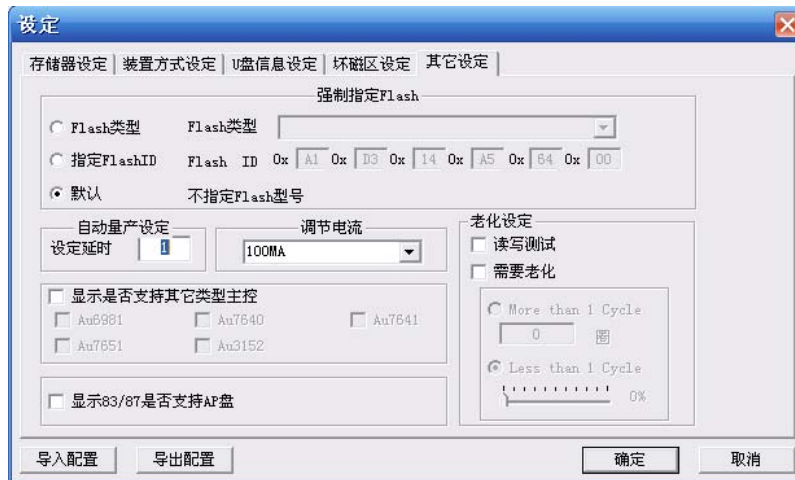 设定
存储器设定 装置方式设定 U盘信息设定 坏磁区设定 其它设定
强制指定Flash
Flash类型 Flash类型
指定FlashID Flash ID 0x A1 0x D3 0x 14 0x A5 0x 64 0x 00
默认 不指定Flash型号
自动量产设定
设定延时 1
调节电流
100MA
老化设定
读写测试
需要老化
More than 1 Cycle
0 圈
Less than 1 Cycle
0%
显示是否支持其它类型主控
Au6981 Au7640 Au7641
Au7651 Au3152
显示83/87是否支持AP盘
导入配置 导出配置 确定 取消